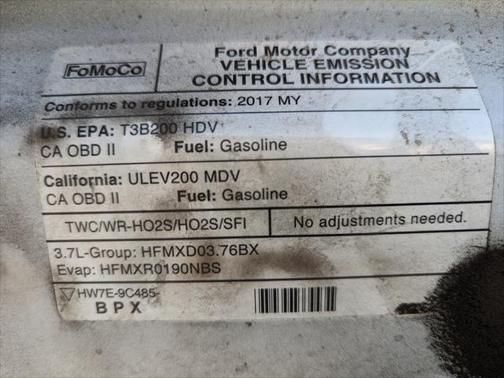 FoMoCo
Ford Motor Company
VEHICLE EMISSION
CONTROL INFORMATION
Conforms to regulations: 2017 MY
U.S. EPA: T3B200 HDV
CA OBD II Fuel: Gasoline
California: ULEV200 MDV
CA OBD II Fuel: Gasoline
TWC/WR-HO2S/HO2S/SFI
No adjustments needed.
3.7L-Group: HFMXD03.76BX
Evap: HFMXR0190NBS
HW7E-9C485-
BPX